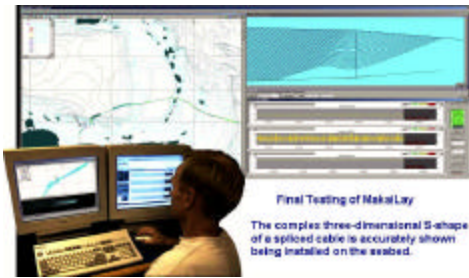 Final Testing of MakaiLay
The complex three-dimensional S-shape
of a spliced cable is accurately shown
being installed on the seabed.